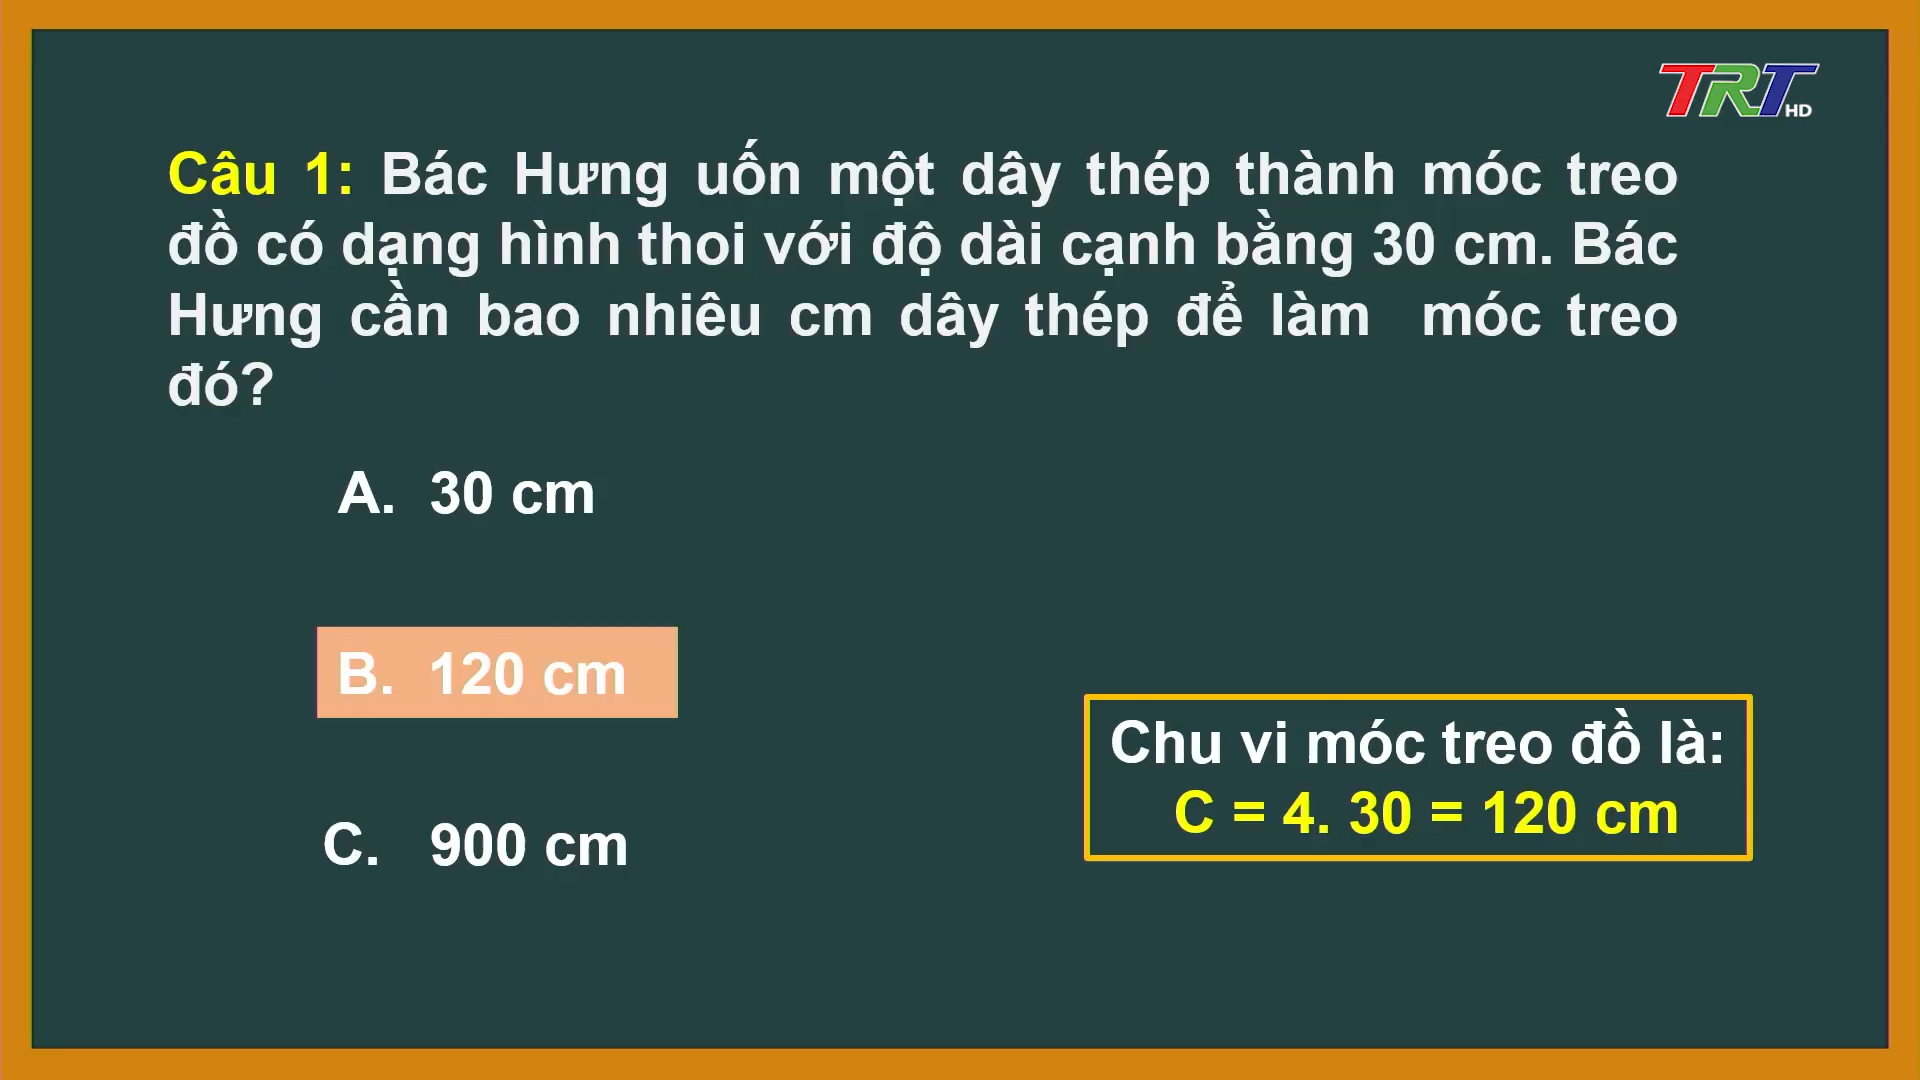 TRT HD
Câu 1: Bác Hưng uốn một dây thép thành móc treo
đồ có dạng hình thoi với độ dài cạnh bằng 30 cm. Bác
Hưng cần bao nhiêu cm dây thép để làm móc treo
đó?
A. 30 cm
B. 120 cm
C. 900 cm
Chu vi móc treo đồ là:
C = 4. 30 = 120 cm